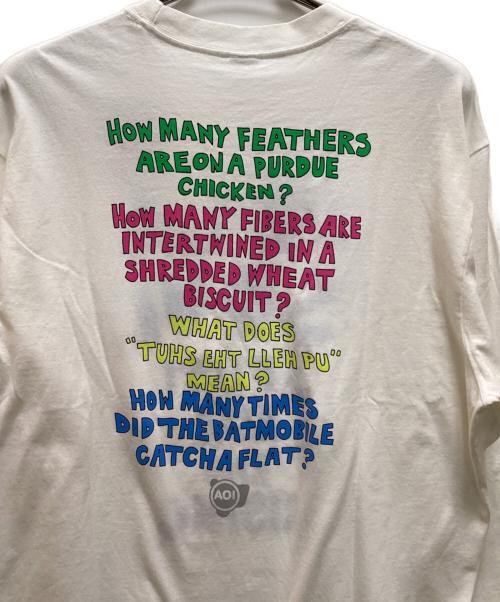 HOW MANY FEATHERS
ARE ON A PURDUE
CHICKEN?
HOW MANY FIBERS ARE
INTERTWINED IN A
SHREDDED WHEAT
BISCUIT?
WHAT DOES
"TUHS EHT LLEH PU"
MEAN?
HOW MANY TIMES
DID THE BATMOBILE
CATCH A FLAT?
AOI